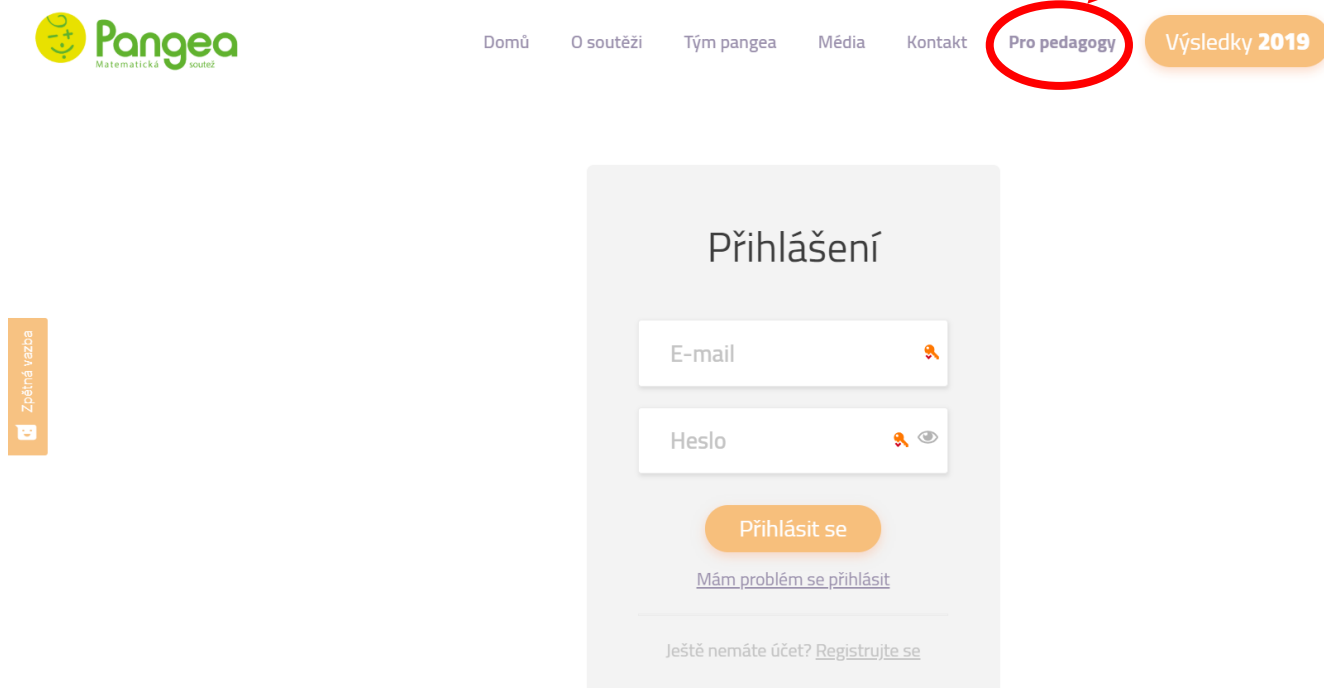 Pangea
Matematická soutěž
Domů O soutěži Tým pangea Média Kontakt Pro pedagogy Výsledky 2019
Přihlášení
Zpětná vazba
E-mail
Heslo
Přihlásit se
Mám problém se přihlásit
Ještě nemáte účet? Registrujte se